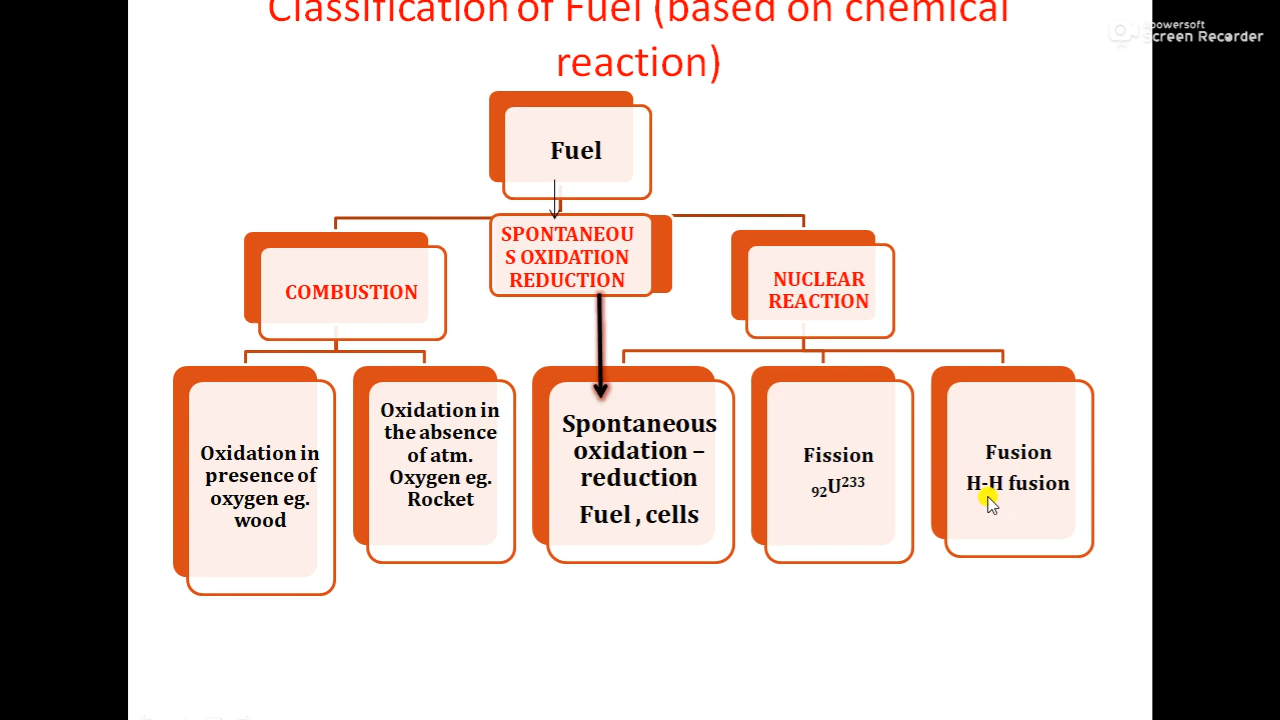 Classification of Fuel (based on chemical
reaction)
Apowersoft
Screen Recorder
Fuel
SPONTANEOU
S OXIDATION
REDUCTION
COMBUSTION
NUCLEAR
REACTION
Oxidation in
presence of
oxygen eg.
wood
Oxidation in
the absence
of atm.
Oxygen eg.
Rocket
Spontaneous
oxidation –
reduction
Fuel , cells
Fission
₉₂U²³³
Fusion
H-H fusion